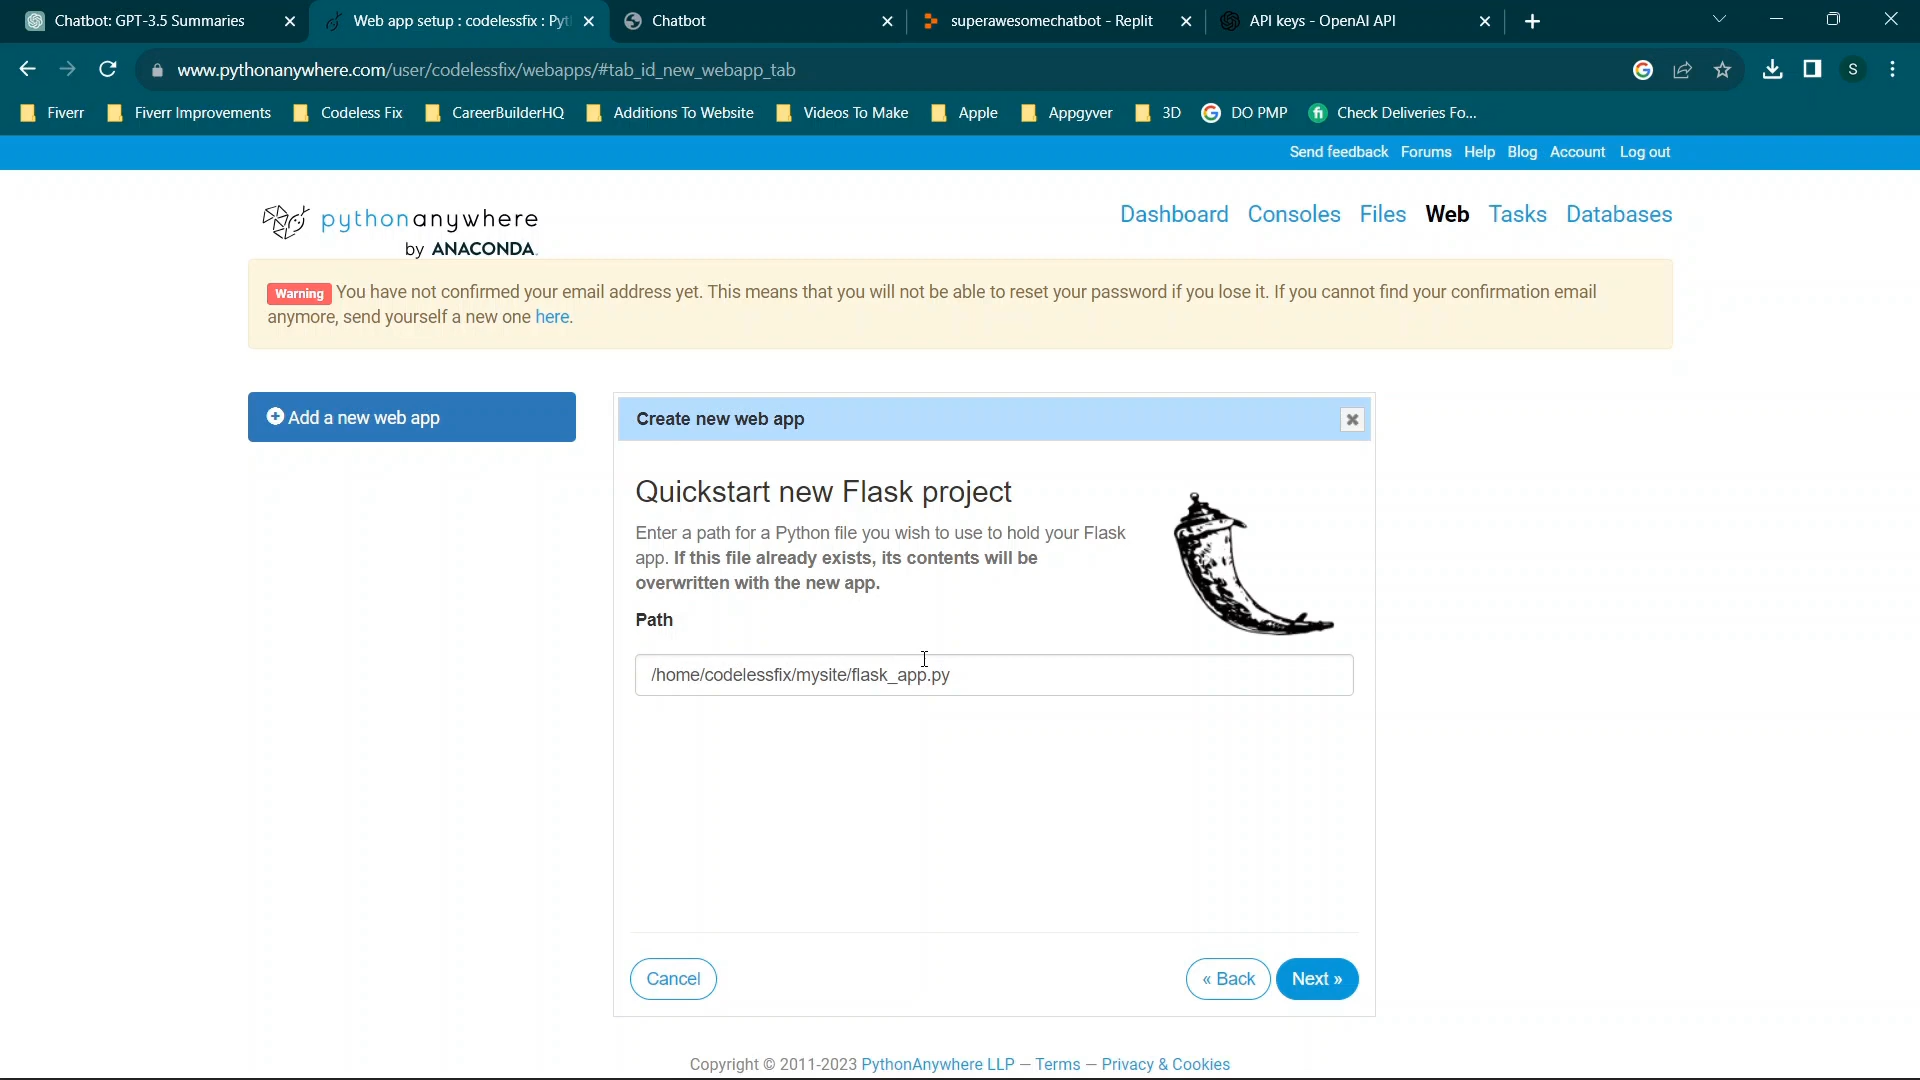 Chatbot: GPT-3.5 Summaries
Web app setup : codelessfix : Pyt
Chatbot
superawesomechatbot - Replit
API keys - OpenAI API
www.pythonanywhere.com/user/codelessfix/webapps/#tab_id_new_webapp_tab
S
Fiverr
Fiverr Improvements
Codeless Fix
CareerBuilderHQ
Additions To Website
Videos To Make
Apple
Appgyver
3D
DO PMP
Check Deliveries Fo...
Send feedback Forums Help Blog Account Log out
pythonanywhere
by ANACONDA.
Dashboard Consoles Files Web Tasks Databases
Warning You have not confirmed your email address yet. This means that you will not be able to reset your password if you lose it. If you cannot find your confirmation email
anymore, send yourself a new one here.
Add a new web app
Create new web app
Quickstart new Flask project
Enter a path for a Python file you wish to use to hold your Flask
app. If this file already exists, its contents will be
overwritten with the new app.
Path
/home/codelessfix/mysite/flask_app.py
Cancel
« Back
Next »
Copyright © 2011-2023 PythonAnywhere LLP — Terms — Privacy & Cookies